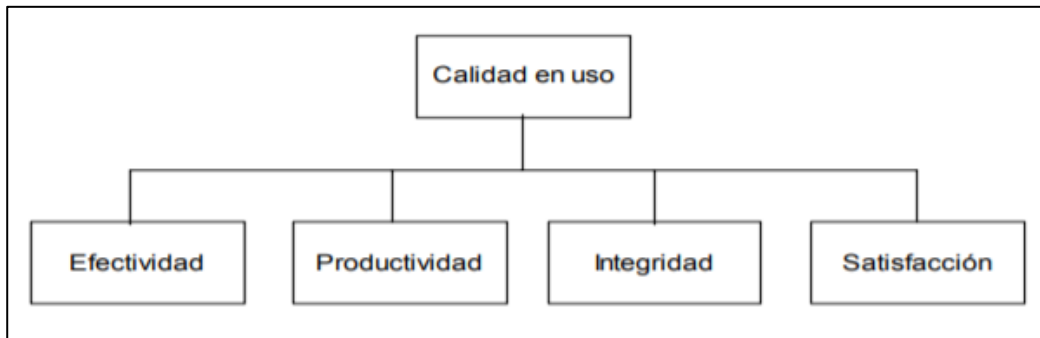 Calidad en uso
Efectividad
Productividad
Integridad
Satisfacción